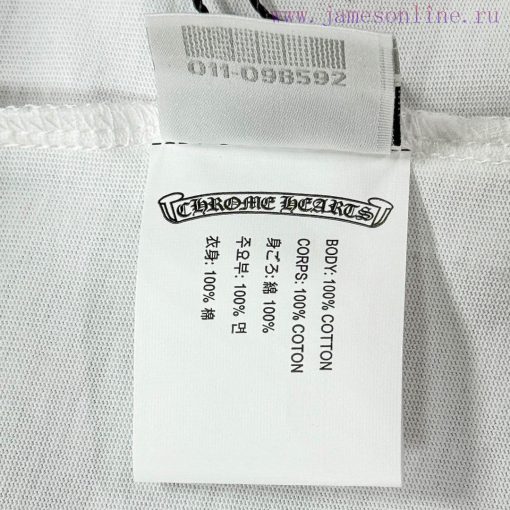 www.jamesonline.ru
011-098592
CHROME HEARTS
BODY: 100% COTTON
CORPS: 100% COTON
身ごろ: 綿 100%
주요부: 100% 면
衣身: 100% 棉